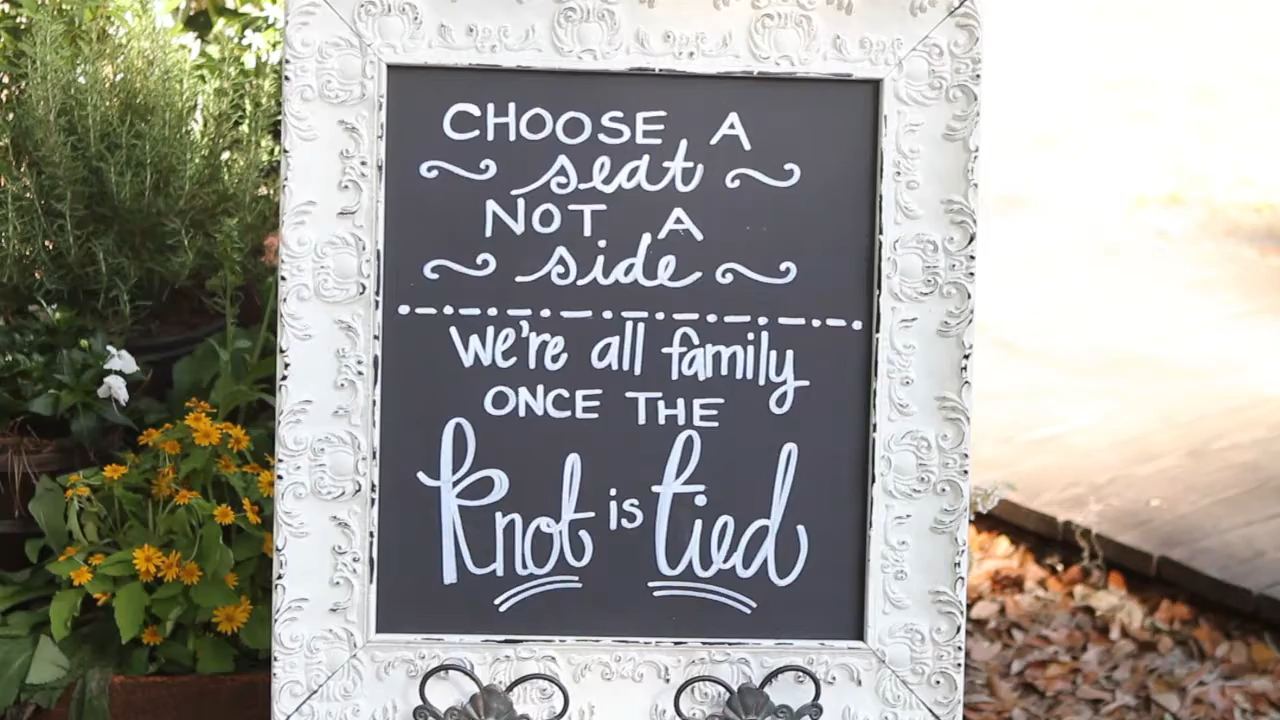 CHOOSE A
seat
NOT A
side
We're all family
ONCE THE
knot is tied